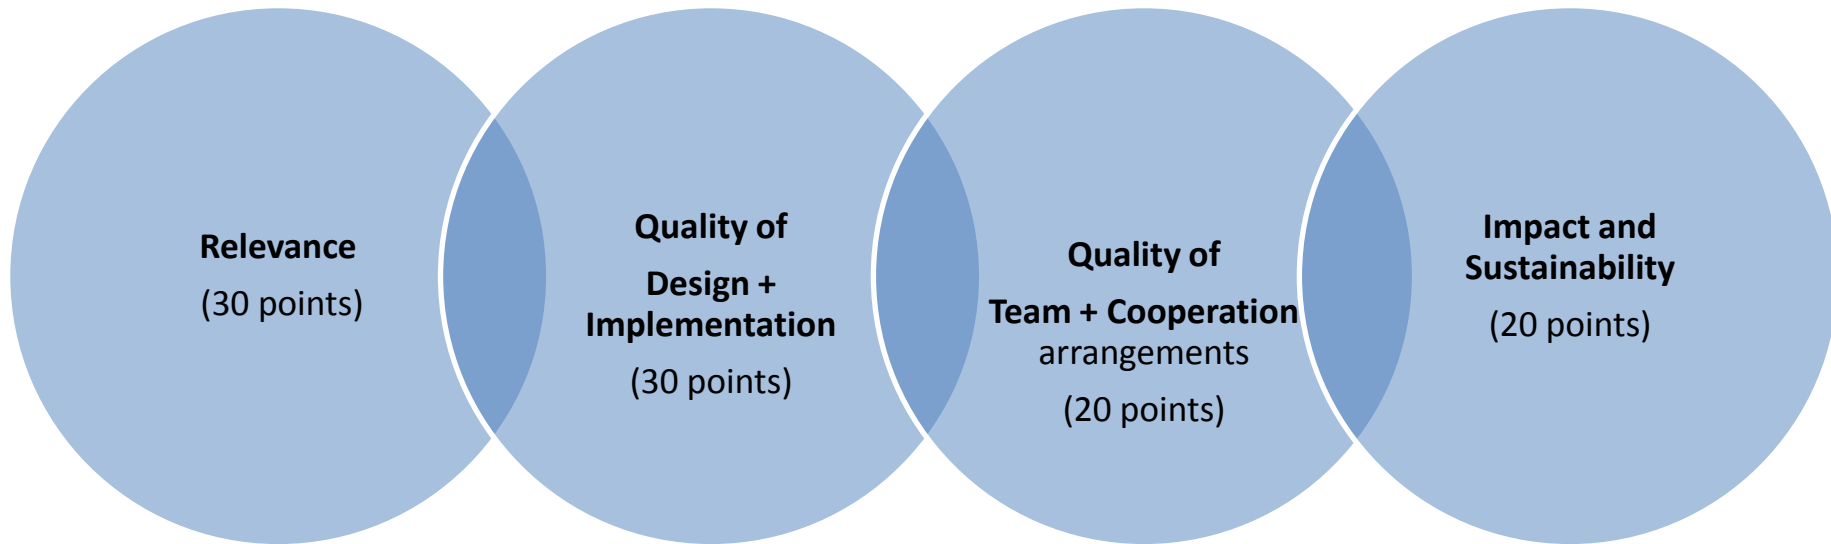 Relevance
(30 points)
Quality of
Design +
Implementation
(30 points)
Quality of
Team + Cooperation
arrangements
(20 points)
Impact and
Sustainability
(20 points)